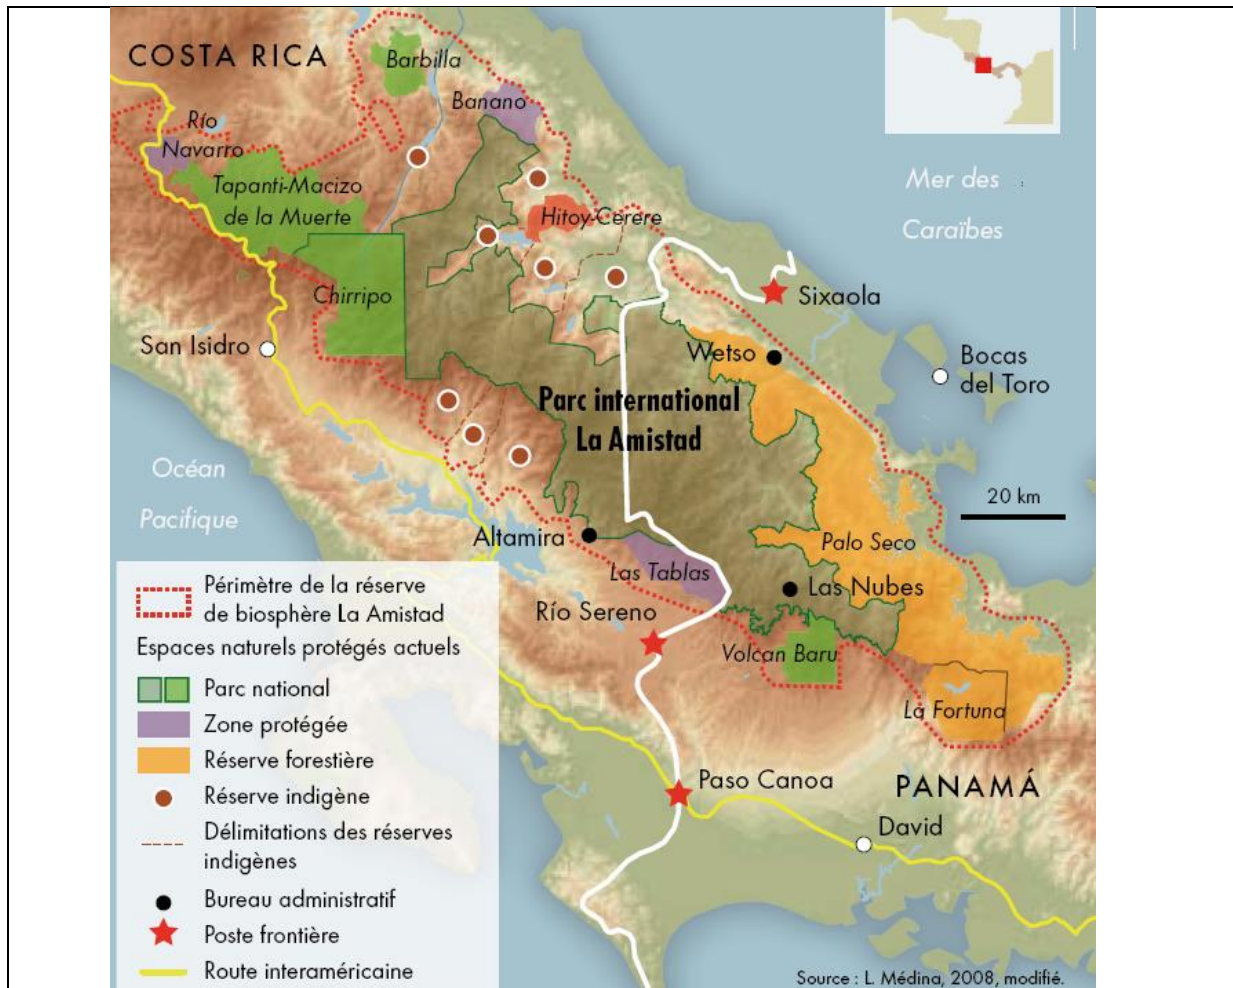 COSTA RICA
Barbilla
Banano
Río
Navarro
Tapanti-Macizo
de la Muerte
Hitoy-Cerere
Mer des
Caraïbes
Chirripo
Sixaola
San Isidro
Wetso
Bocas
del Toro
Parc international
La Amistad
Océan
Pacifique
20 km
Altamira
Palo Seco
Las Tablas
Las Nubes
Río Sereno
Volcan Baru
La Fortuna
Paso Canoa
PANAMÁ
David
Périmètre de la réserve
de biosphère La Amistad
Espaces naturels protégés actuels
Parc national
Zone protégée
Réserve forestière
Réserve indigène
Délimitations des réserves
indigènes
Bureau administratif
Poste frontière
Route interaméricaine
Source : L. Médina, 2008, modifié.